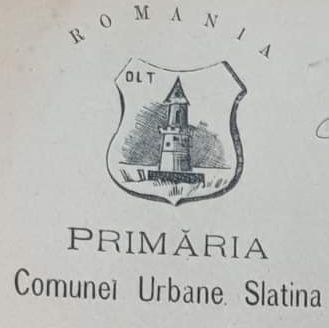 ROMANIA
OLT
PRIMĂRIA
Comuneĭ Urbane. Slatina